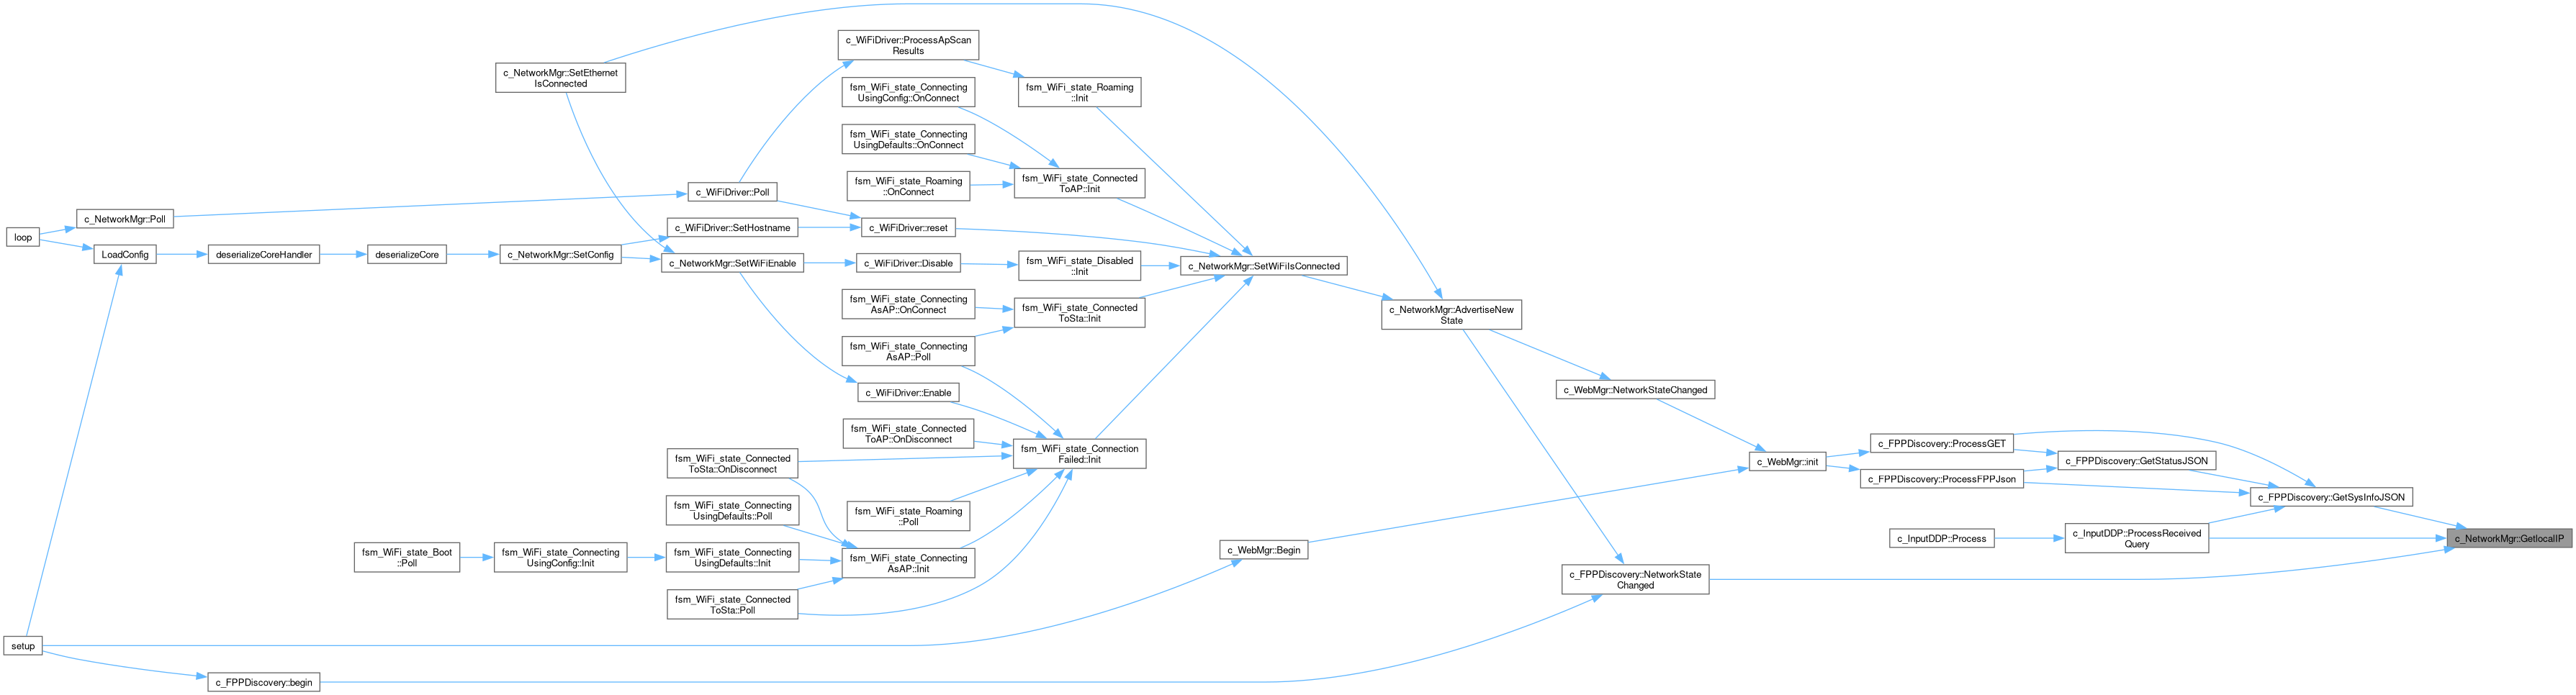 loop
setup
c_NetworkMgr::Poll
LoadConfig
deserializeCoreHandler
c_FPPDiscovery::begin
deserializeCore
fsm_WiFi_state_Boot
::Poll
c_NetworkMgr::SetEthernet
IsConnected
c_NetworkMgr::SetConfig
fsm_WiFi_state_Connecting
UsingConfig::Init
c_WiFiDriver::Poll
c_WiFiDriver::SetHostname
c_NetworkMgr::SetWiFiEnable
fsm_WiFi_state_Connected
ToSta::OnDisconnect
fsm_WiFi_state_Connecting
UsingDefaults::Poll
fsm_WiFi_state_Connecting
UsingDefaults::Init
fsm_WiFi_state_Connected
ToSta::Poll
c_WiFiDriver::ProcessApScan
Results
fsm_WiFi_state_Connecting
UsingConfig::OnConnect
fsm_WiFi_state_Connecting
UsingDefaults::OnConnect
fsm_WiFi_state_Roaming
::OnConnect
c_WiFiDriver::reset
c_WiFiDriver::Disable
fsm_WiFi_state_Connecting
AsAP::OnConnect
fsm_WiFi_state_Connecting
AsAP::Poll
c_WiFiDriver::Enable
fsm_WiFi_state_Connected
ToAP::OnDisconnect
fsm_WiFi_state_Roaming
::Poll
fsm_WiFi_state_Connecting
AsAP::Init
fsm_WiFi_state_Roaming
::Init
fsm_WiFi_state_Connected
ToAP::Init
fsm_WiFi_state_Disabled
::Init
fsm_WiFi_state_Connected
ToSta::Init
fsm_WiFi_state_Connection
Failed::Init
c_NetworkMgr::SetWiFiIsConnected
c_WebMgr::Begin
c_NetworkMgr::AdvertiseNew
State
c_WebMgr::NetworkStateChanged
c_FPPDiscovery::NetworkState
Changed
c_WebMgr::init
c_FPPDiscovery::ProcessGET
c_FPPDiscovery::ProcessFPPJson
c_InputDDP::Process
c_FPPDiscovery::GetStatusJSON
c_InputDDP::ProcessReceived
Query
c_FPPDiscovery::GetSysInfoJSON
c_NetworkMgr::GetlocalIP